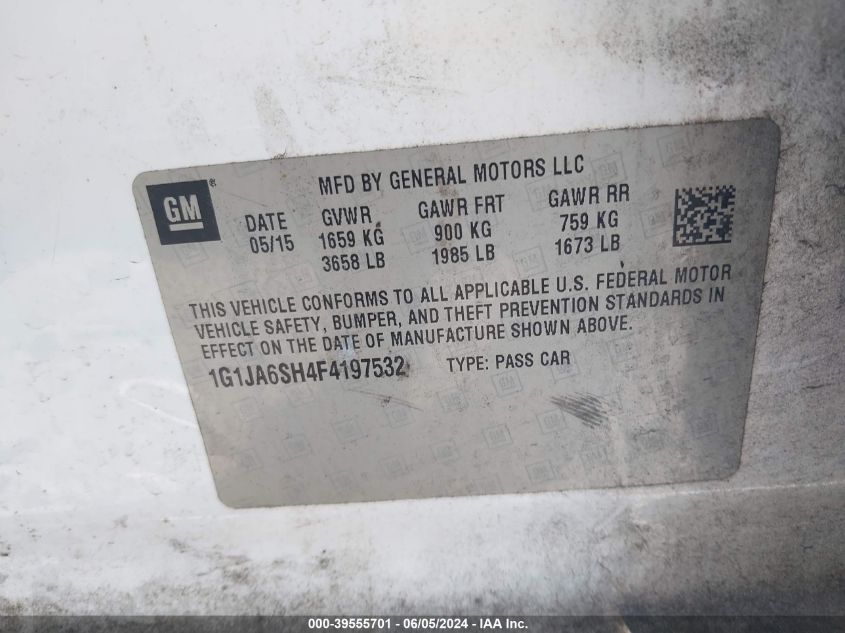 MFD BY GENERAL MOTORS LLC
GM®
DATE GVWR GAWR FRT GAWR RR
05/15 1659 KG 900 KG 759 KG
3658 LB 1985 LB 1673 LB
THIS VEHICLE CONFORMS TO ALL APPLICABLE U.S. FEDERAL MOTOR
VEHICLE SAFETY, BUMPER, AND THEFT PREVENTION STANDARDS IN
EFFECT ON THE DATE OF MANUFACTURE SHOWN ABOVE.
1G1JA6SH4F4197532 TYPE: PASS CAR
000-39555701 - 06/05/2024 - IAA Inc.